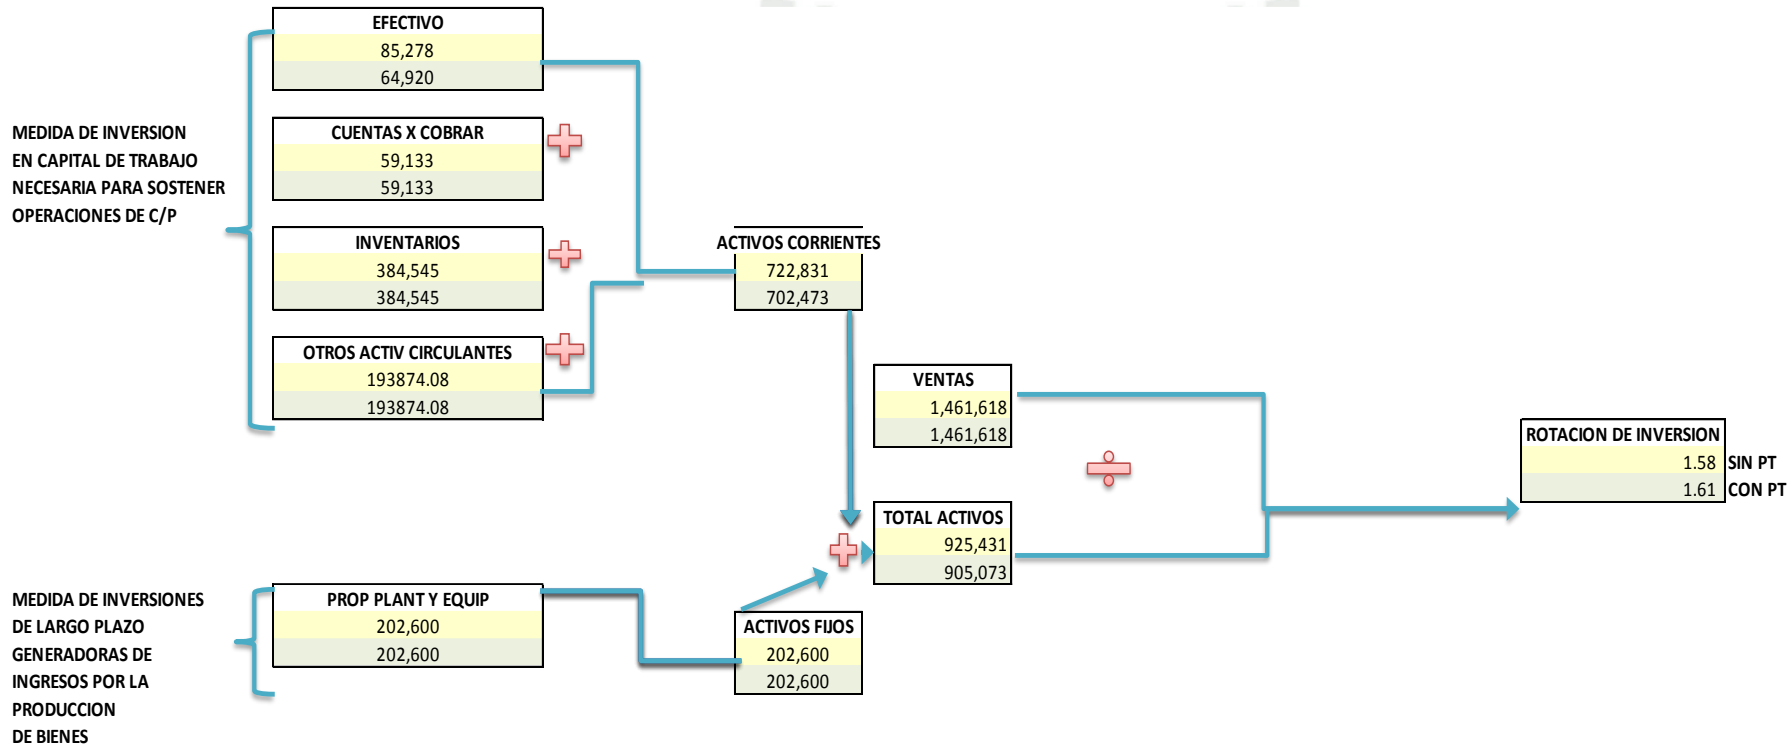 EFECTIVO
85,278
64,920
MEDIDA DE INVERSION
EN CAPITAL DE TRABAJO
NECESARIA PARA SOSTENER
OPERACIONES DE C/P
CUENTAS X COBRAR
59,133
59,133
INVENTARIOS
384,545
384,545
OTROS ACTIV CIRCULANTES
193874.08
193874.08
ACTIVOS CORRIENTES
722,831
702,473
VENTAS
1,461,618
1,461,618
TOTAL ACTIVOS
925,431
905,073
ROTACION DE INVERSION
1.58 SIN PT
1.61 CON PT
MEDIDA DE INVERSIONES
DE LARGO PLAZO
GENERADORAS DE
INGRESOS POR LA
PRODUCCION
DE BIENES
PROP PLANT Y EQUIP
202,600
202,600
ACTIVOS FIJOS
202,600
202,600